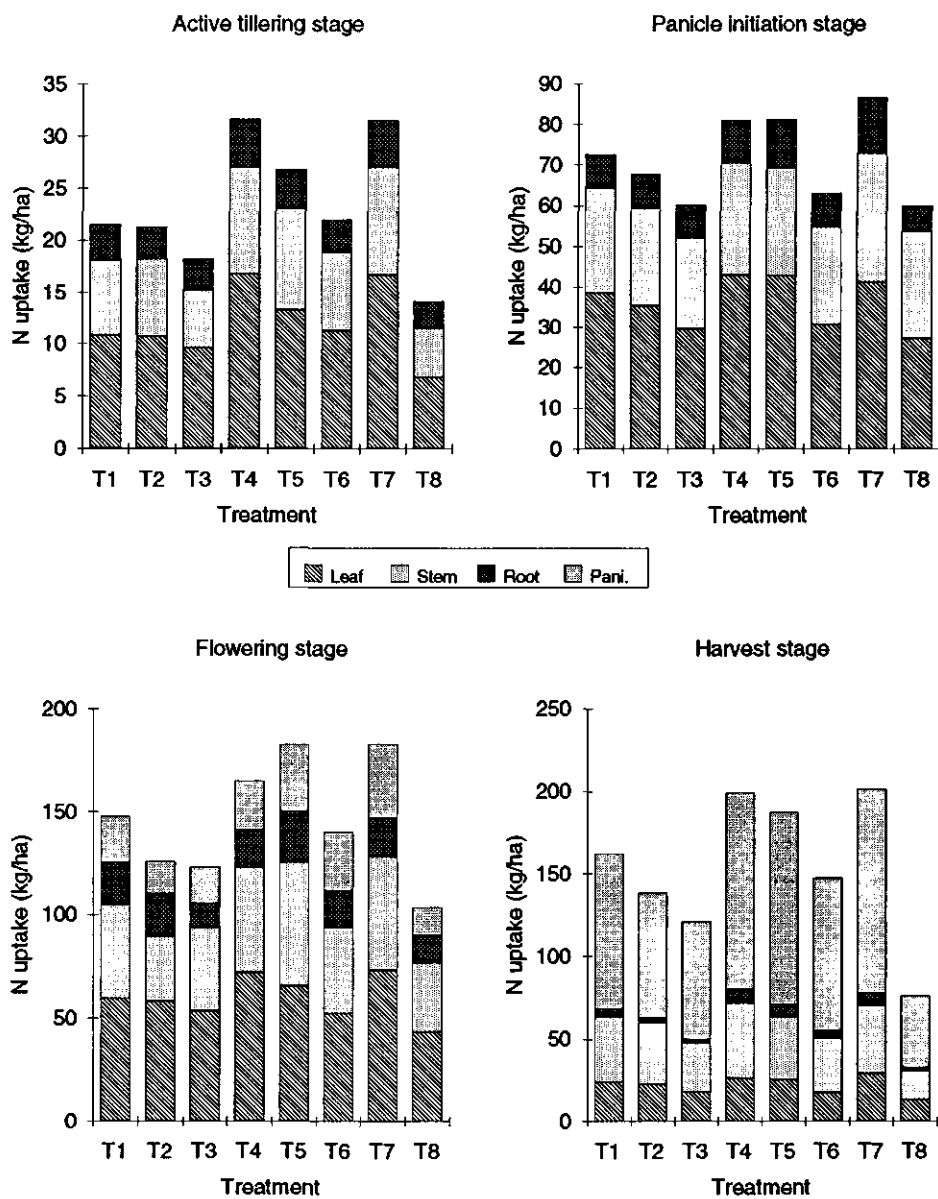 Active tillering stage
Panicle initiation stage
35
30
25
20
15
10
5
0
N uptake (kg/ha)
T1 T2 T3 T4 T5 T6 T7 T8
Treatment
90
80
70
60
50
40
30
20
10
0
N uptake (kg/ha)
T1 T2 T3 T4 T5 T6 T7 T8
Treatment
Leaf Stem Root Pani.
Flowering stage
Harvest stage
200
150
100
50
0
N uptake (kg/ha)
T1 T2 T3 T4 T5 T6 T7 T8
Treatment
250
200
150
100
50
0
N uptake (kg/ha)
T1 T2 T3 T4 T5 T6 T7 T8
Treatment